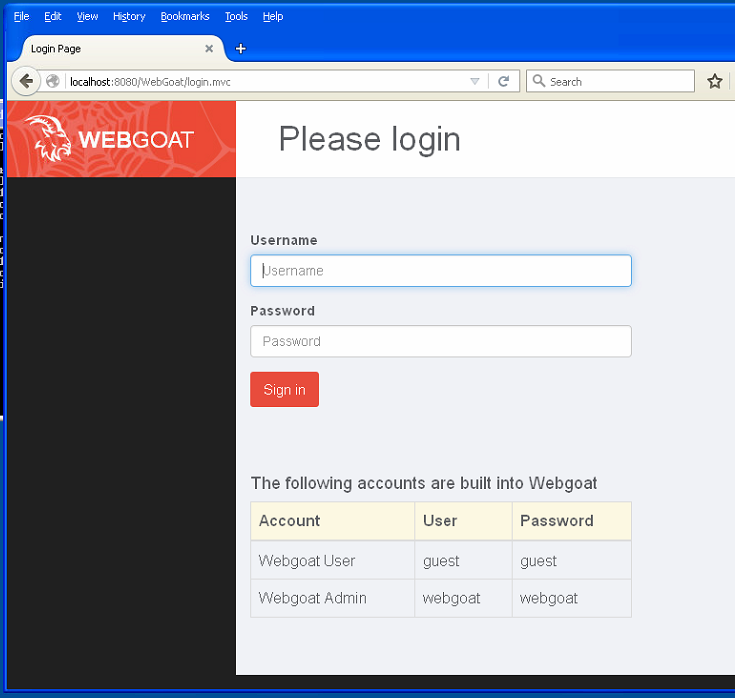 File Edit View History Bookmarks Tools Help
Login Page
localhost:8080/WebGoat/login.mvc
Search
WEBGOAT
Please login
Username
Username
Password
Password
Sign in
The following accounts are built into Webgoat
Account User Password
Webgoat User guest guest
Webgoat Admin webgoat webgoat